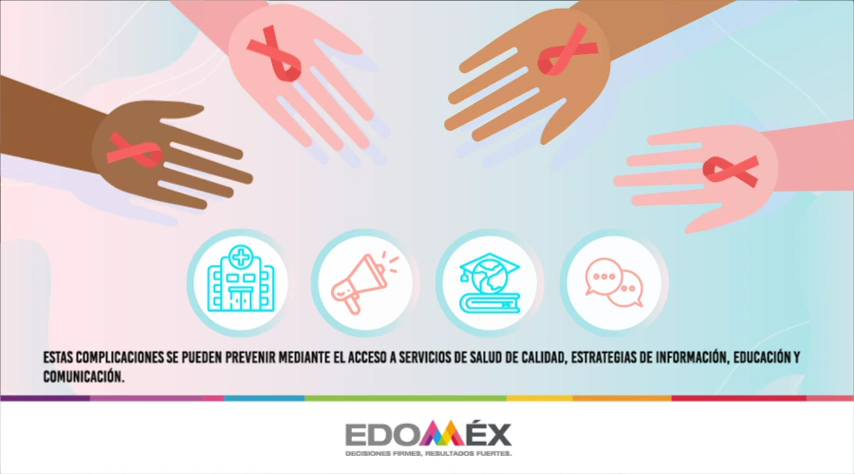 ESTAS COMPLICACIONES SE PUEDEN PREVENIR MEDIANTE EL ACCESO A SERVICIOS DE SALUD DE CALIDAD, ESTRATEGIAS DE INFORMACIÓN, EDUCACIÓN Y
COMUNICACIÓN.
EDOMÉX
DECISIONES FIRMES, RESULTADOS FUERTES.